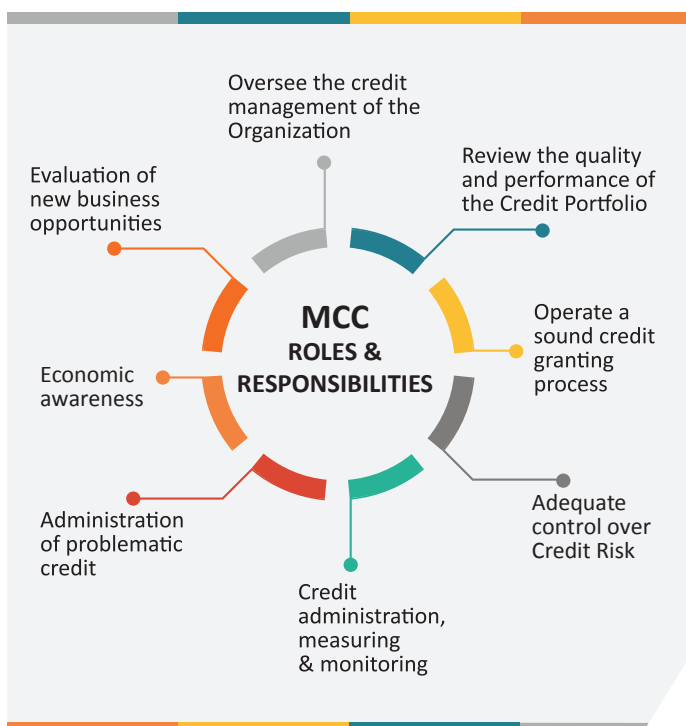 Oversee the credit
management of the
Organization
Review the quality
and performance of
the Credit Portfolio
Evaluation of
new business
opportunities
MCC
ROLES &
RESPONSIBILITIES
Operate a
sound credit
granting
process
Economic
awareness
Adequate
control over
Credit Risk
Administration
of problematic
credit
Credit
administration,
measuring
& monitoring